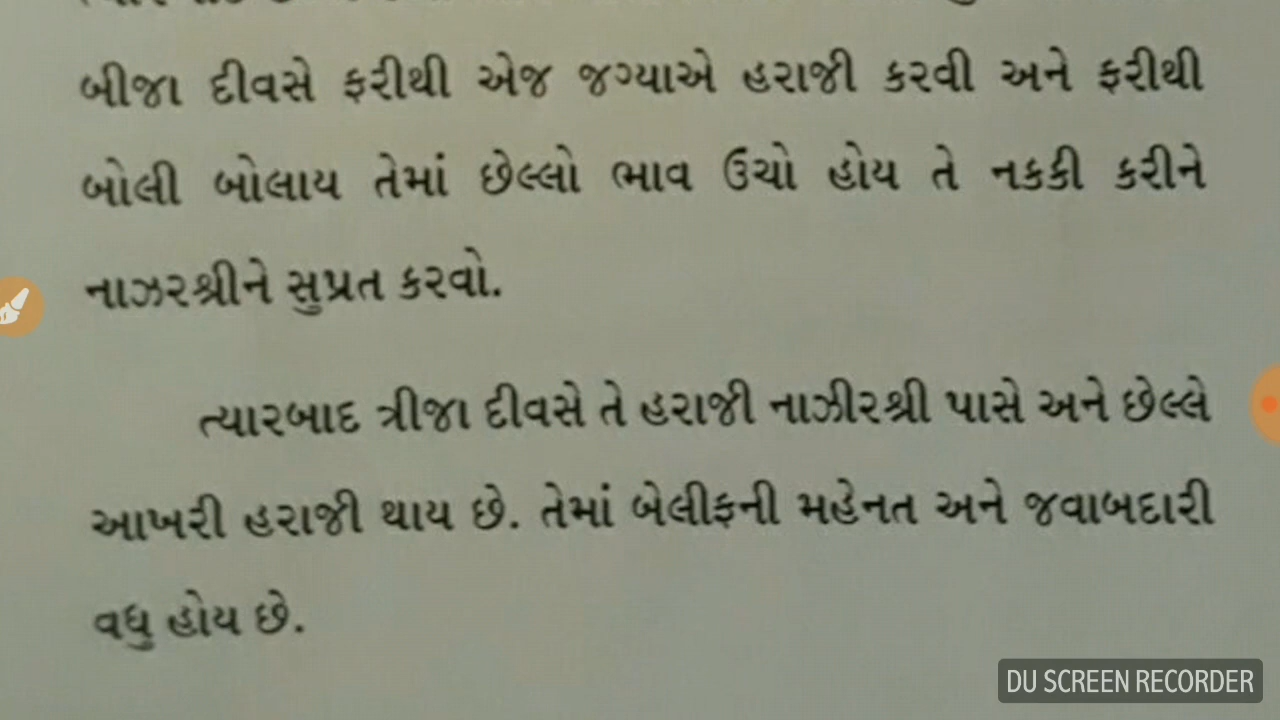 બીજા દીવસે ફરીથી એજ જગ્યાએ હરાજી કરવી અને ફરીથી
બોલી બોલાય તેમાં છેલ્લો ભાવ ઉંચો હોય તે નકકી કરીને
નાઝરશ્રીને સુપ્રત કરવો.
ત્યારબાદ ત્રીજા દીવસે તે હરાજી નાઝીરશ્રી પાસે અને છેલ્લે
આખરી હરાજી થાય છે. તેમાં બેલીફની મહેનત અને જવાબદારી
વધુ હોય છે.
DU SCREEN RECORDER